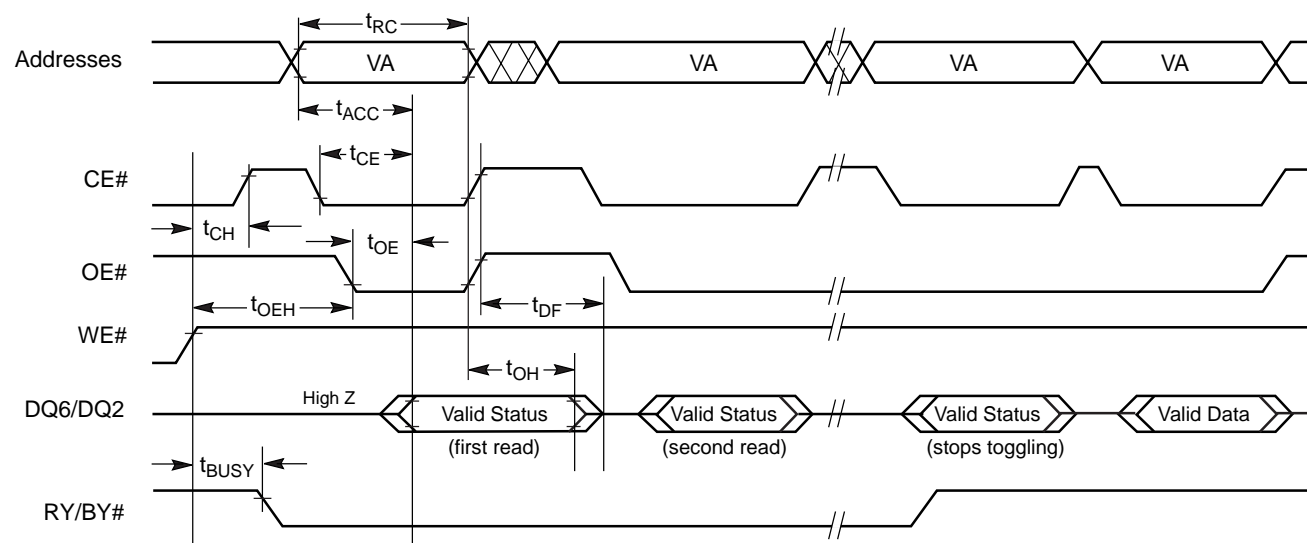 tRC
Addresses
VA
VA
VA
VA
tACC
tCE
CE#
tCH
tOE
OE#
tOEH
tDF
WE#
tOH
High Z
DQ6/DQ2
Valid Status
Valid Status
Valid Status
Valid Data
(first read)
(second read)
(stops toggling)
tBUSY
RY/BY#